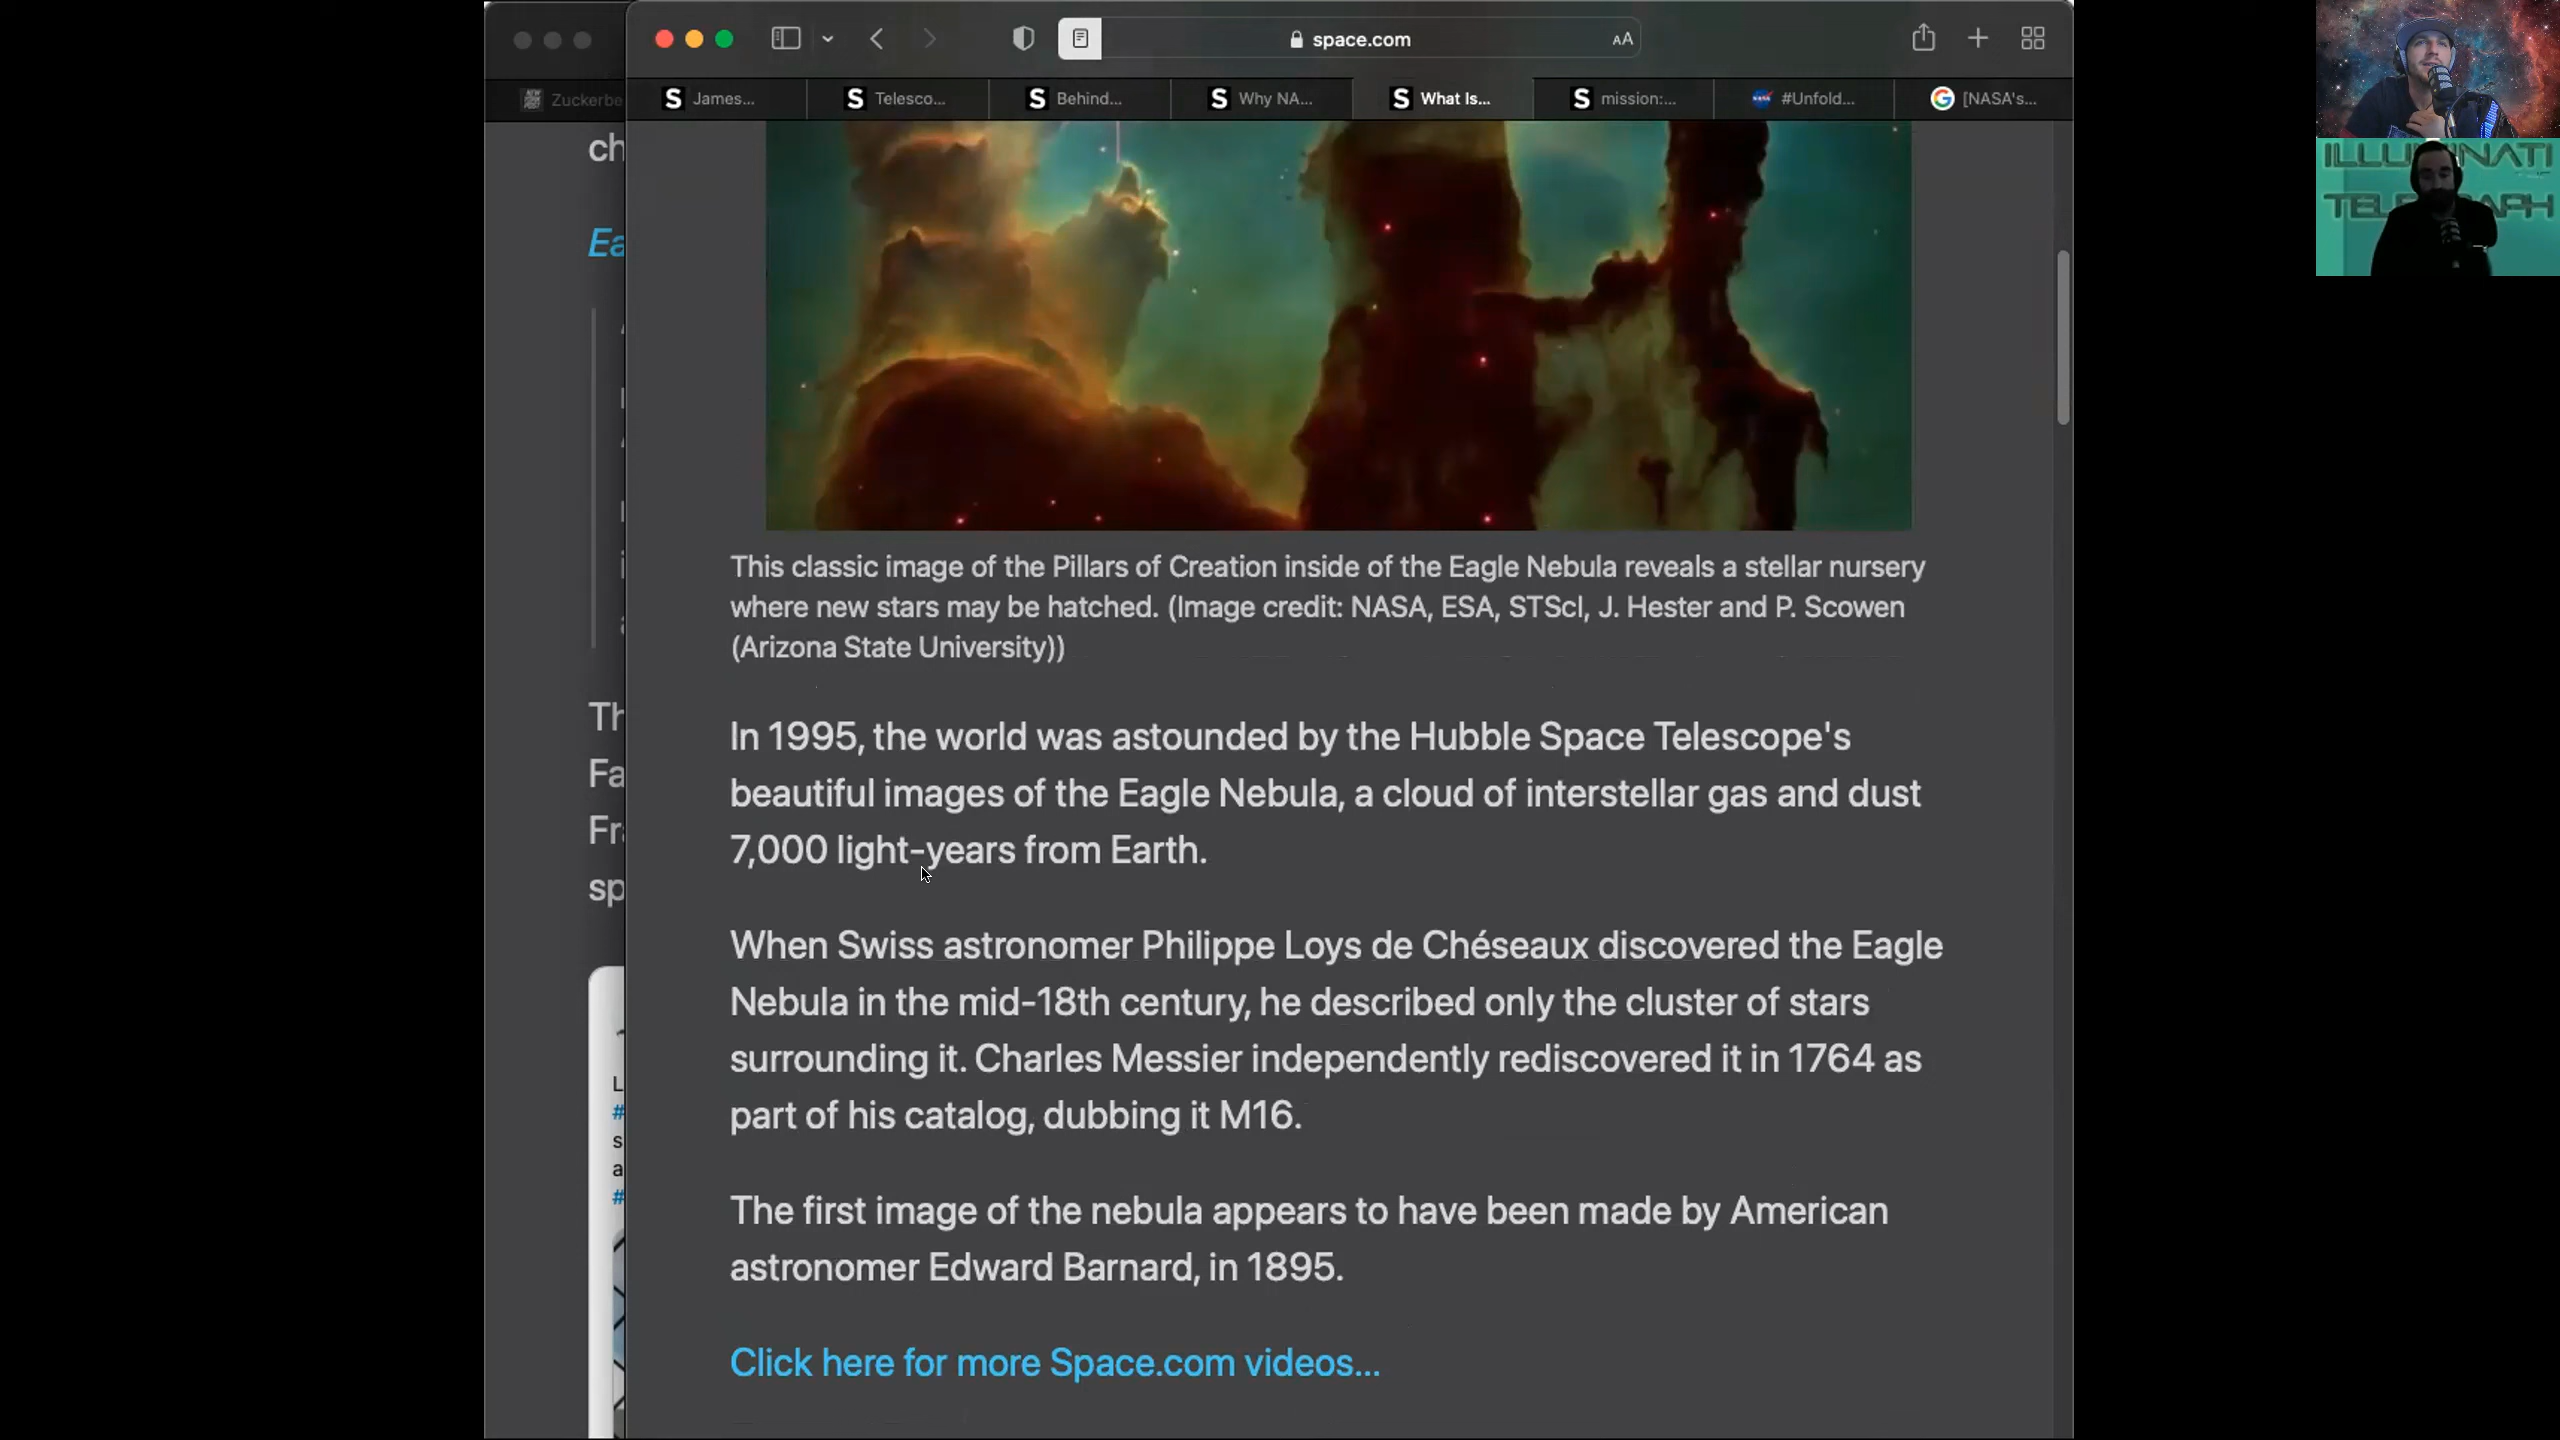 space.com
AA
Zuckerbe
James...
Telesco...
Behind...
Why NA...
What Is...
mission:...
#Unfold...
[NASA's...
ch
Ea
Th
Fa
Fr
sp
L
#
s
a
#
This classic image of the Pillars of Creation inside of the Eagle Nebula reveals a stellar nursery
where new stars may be hatched. (Image credit: NASA, ESA, STScI, J. Hester and P. Scowen
(Arizona State University))
In 1995, the world was astounded by the Hubble Space Telescope's
beautiful images of the Eagle Nebula, a cloud of interstellar gas and dust
7,000 light-years from Earth.
When Swiss astronomer Philippe Loys de Chéseaux discovered the Eagle
Nebula in the mid-18th century, he described only the cluster of stars
surrounding it. Charles Messier independently rediscovered it in 1764 as
part of his catalog, dubbing it M16.
The first image of the nebula appears to have been made by American
astronomer Edward Barnard, in 1895.
Click here for more Space.com videos...